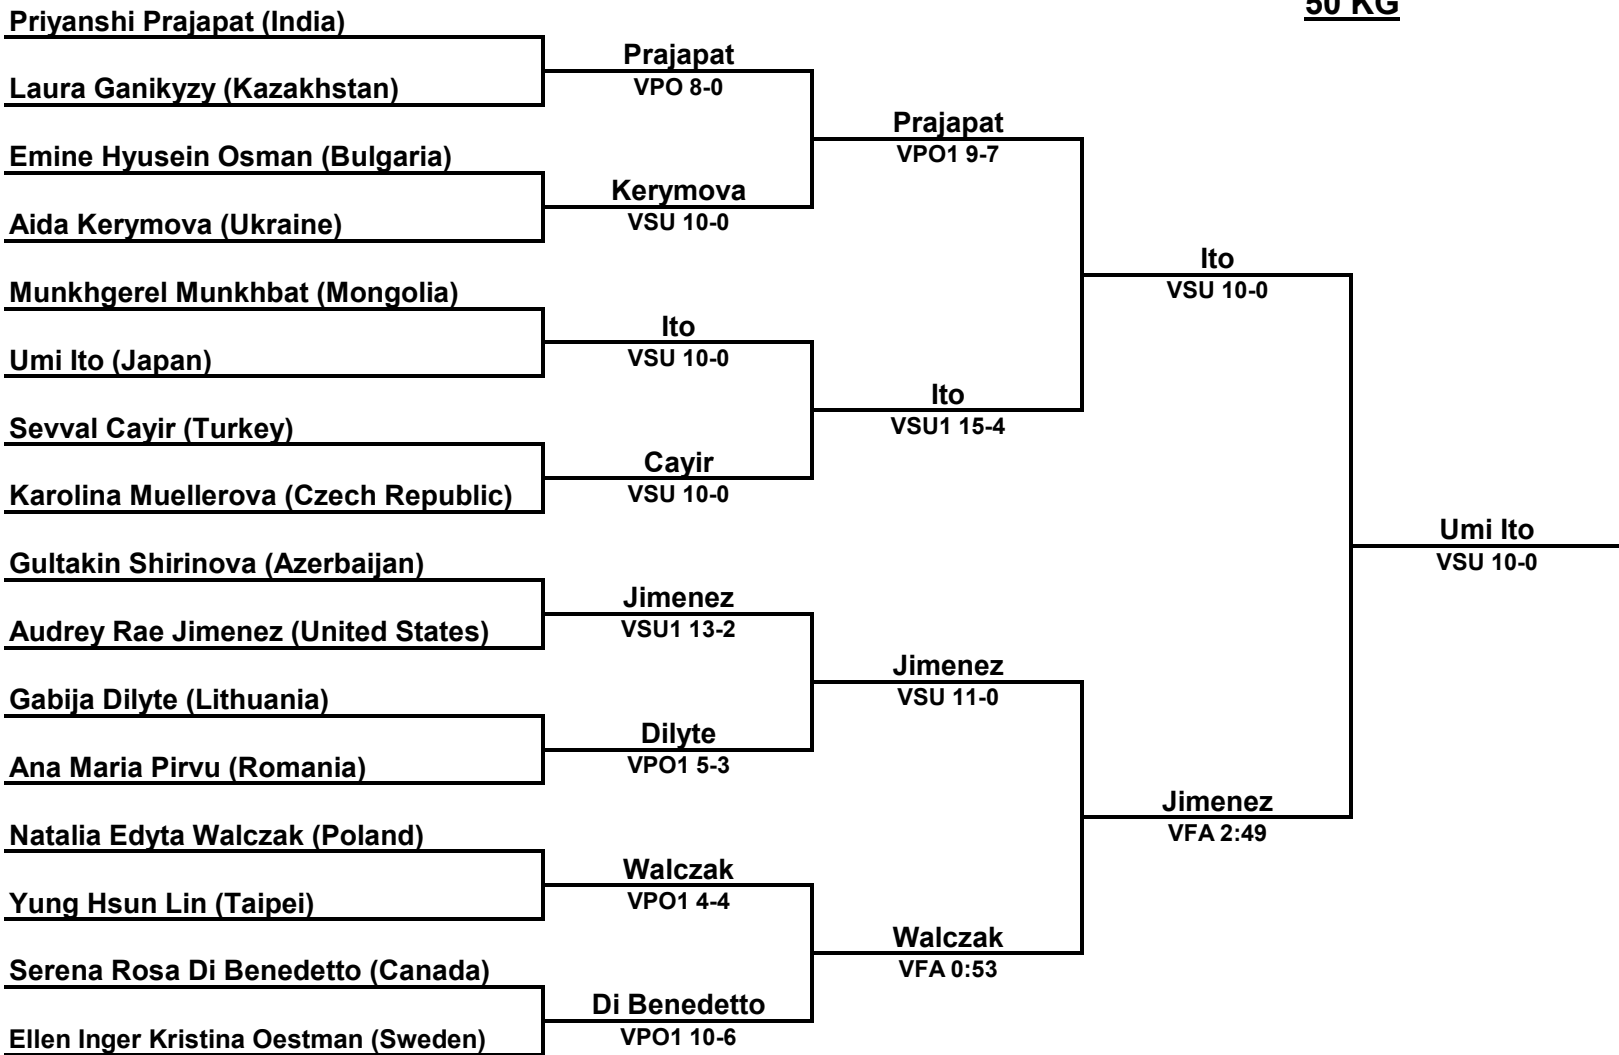 50 KG
Priyanshi Prajapat (India)
Prajapat
VPO 8-0
Laura Ganikyzy (Kazakhstan)
Prajapat
VPO1 9-7
Emine Hyusein Osman (Bulgaria)
Kerymova
VSU 10-0
Aida Kerymova (Ukraine)
Ito
VSU 10-0
Munkhgerel Munkhbat (Mongolia)
Ito
VSU 10-0
Umi Ito (Japan)
Ito
VSU1 15-4
Sevval Cayir (Turkey)
Cayir
VSU 10-0
Karolina Muellerova (Czech Republic)
Umi Ito
VSU 10-0
Gultakin Shirinova (Azerbaijan)
Jimenez
VSU1 13-2
Audrey Rae Jimenez (United States)
Jimenez
VSU 11-0
Gabija Dilyte (Lithuania)
Dilyte
VPO1 5-3
Ana Maria Pirvu (Romania)
Jimenez
VFA 2:49
Natalia Edyta Walczak (Poland)
Walczak
VPO1 4-4
Yung Hsun Lin (Taipei)
Walczak
VFA 0:53
Serena Rosa Di Benedetto (Canada)
Di Benedetto
VPO1 10-6
Ellen Inger Kristina Oestman (Sweden)